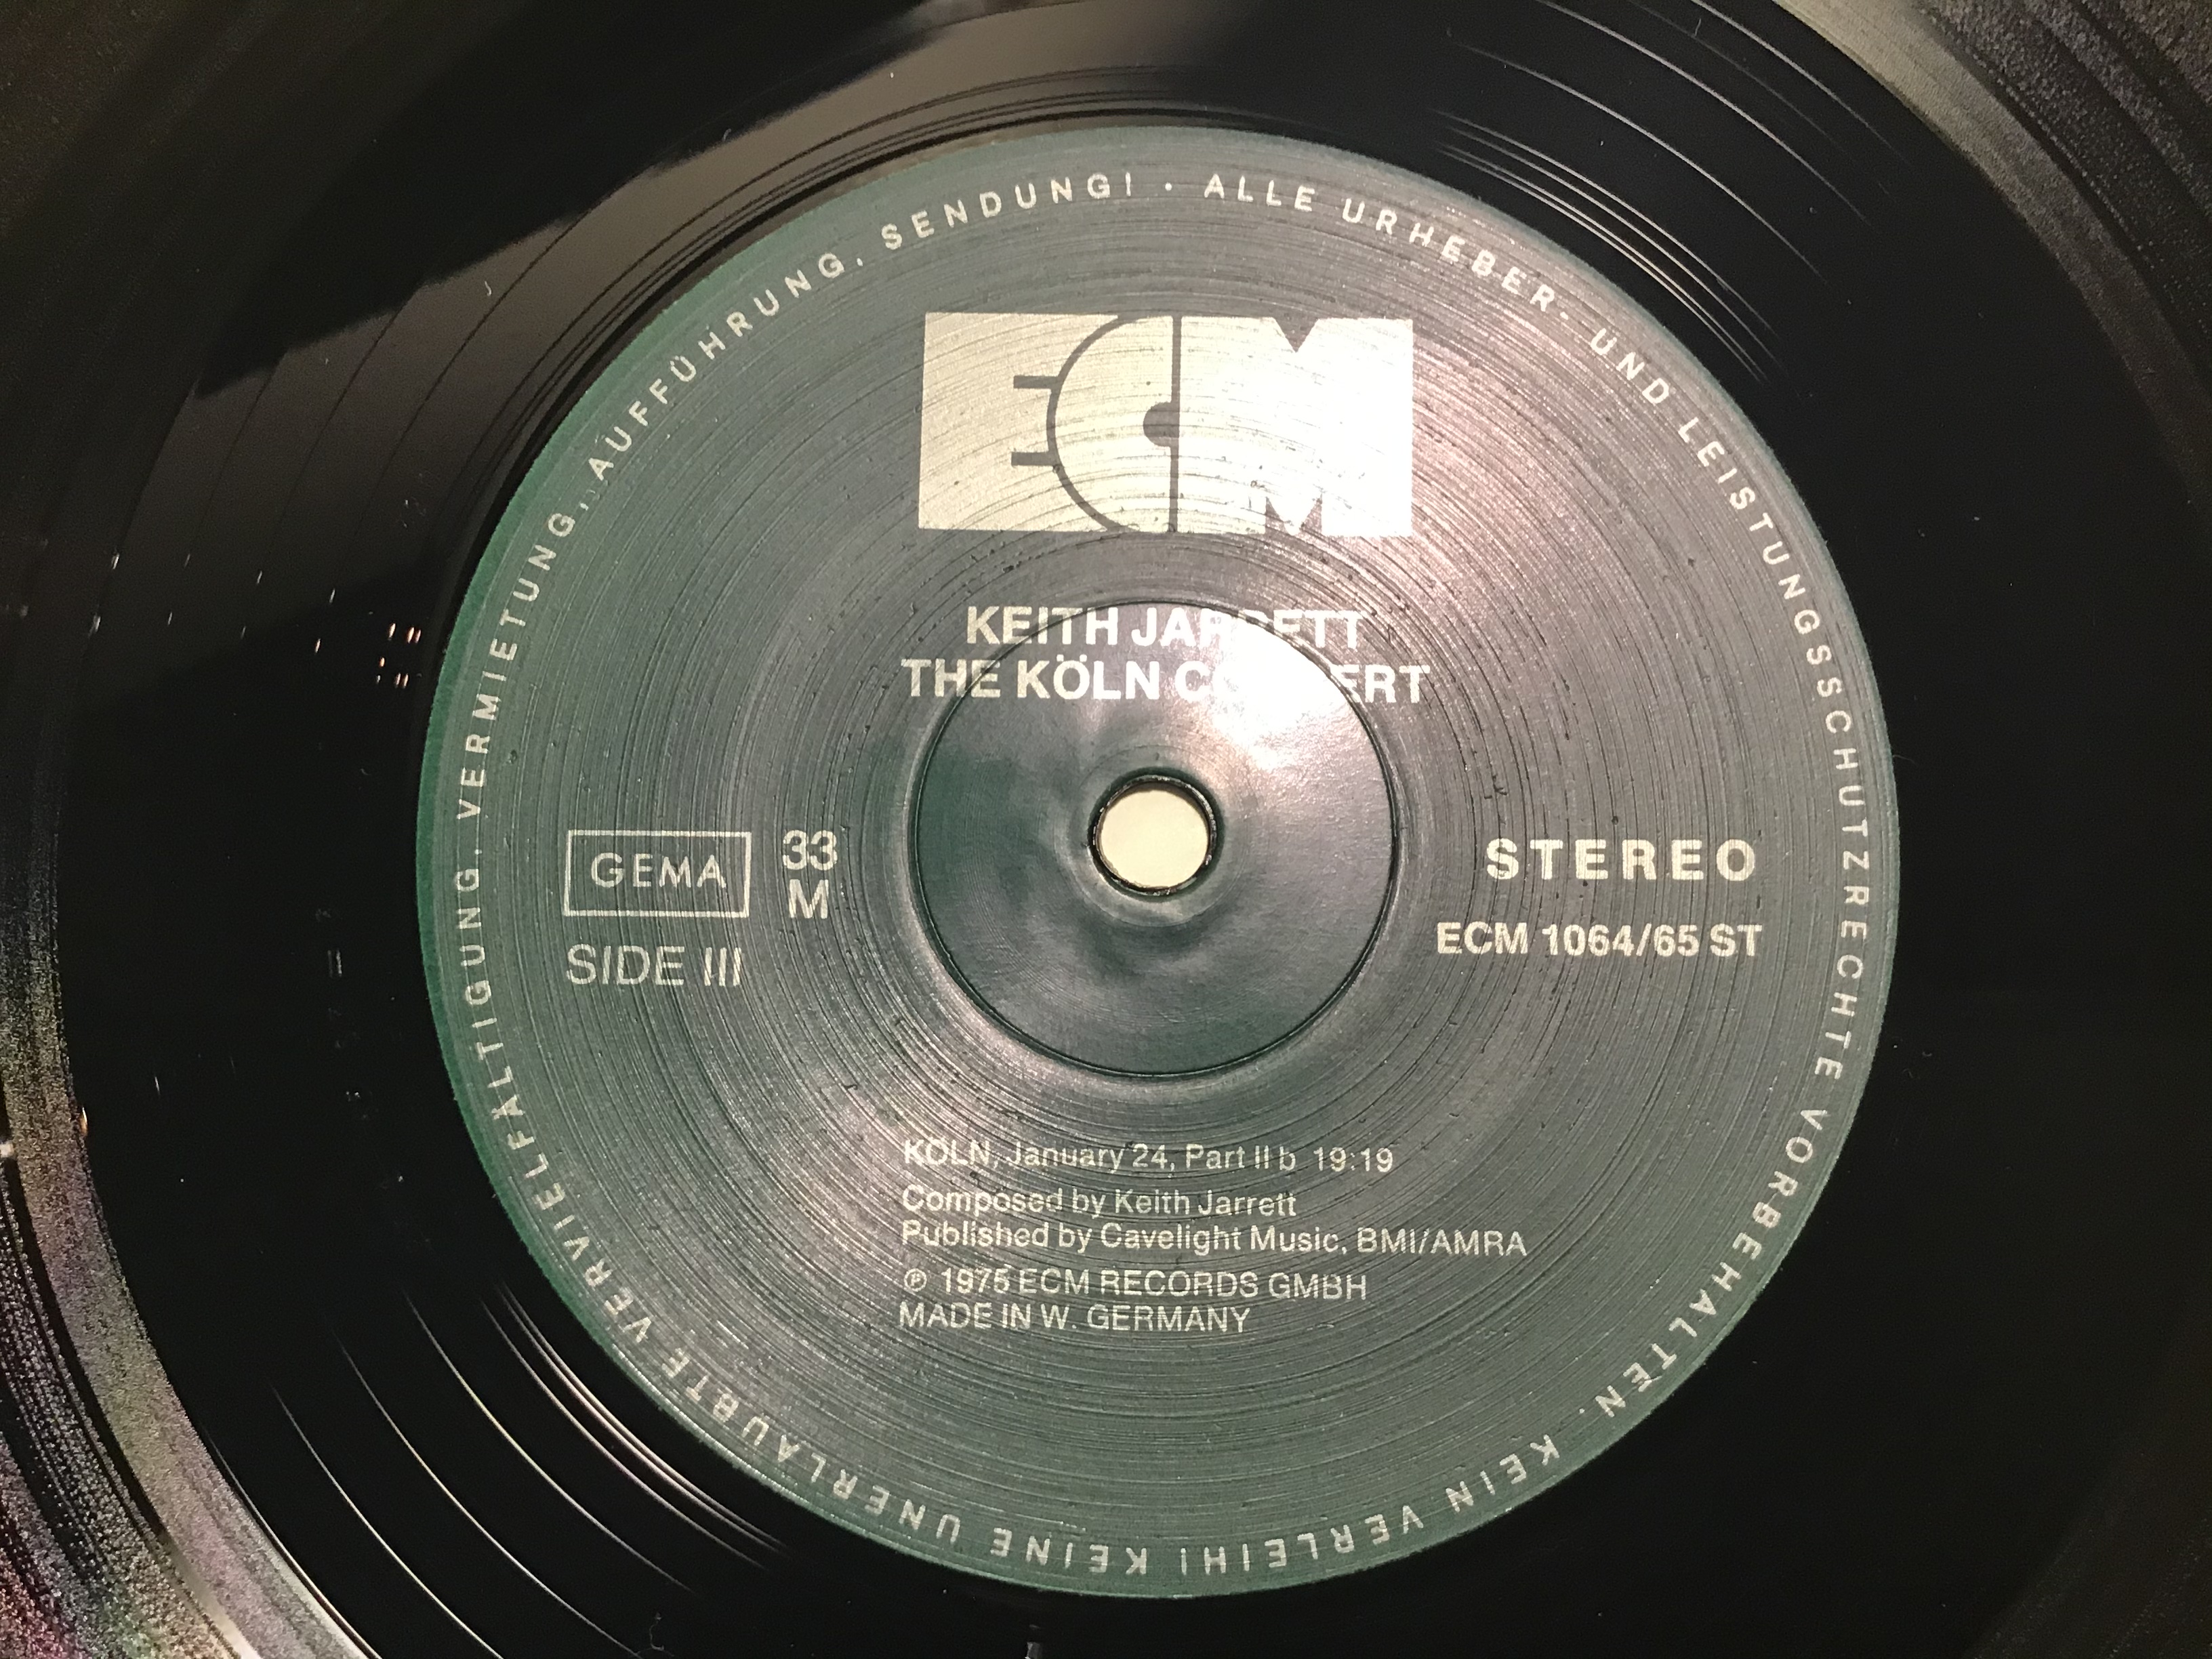 ALLE URHEBER- UND LEISTUNGSSCHUTZRECHTE VORBEHALTEN. KEIN VERLEIH! KEINE UNERLAUBTE VERVIELFÄLTIGUNG, VERMIETUNG, AUFFÜHRUNG, SENDUNG! ·
ECM
KEITH JARRETT
THE KÖLN CONCERT
GEMA
33
M
SIDE III
STEREO
ECM 1064/65 ST
KÖLN, January 24, Part II b 19:19
Composed by Keith Jarrett
Published by Cavelight Music, BMI/AMRA
℗ 1975 ECM RECORDS GMBH
MADE IN W. GERMANY